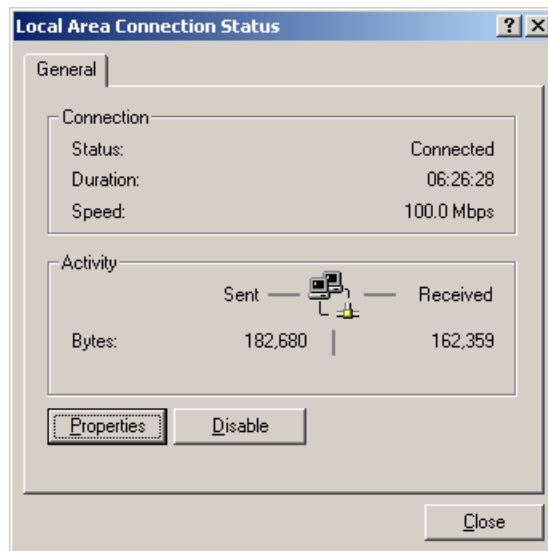 Local Area Connection Status
General
Connection
Status: Connected
Duration: 06:26:28
Speed: 100.0 Mbps
Activity
Sent Received
Bytes: 182,680 162,359
Properties Disable
Close